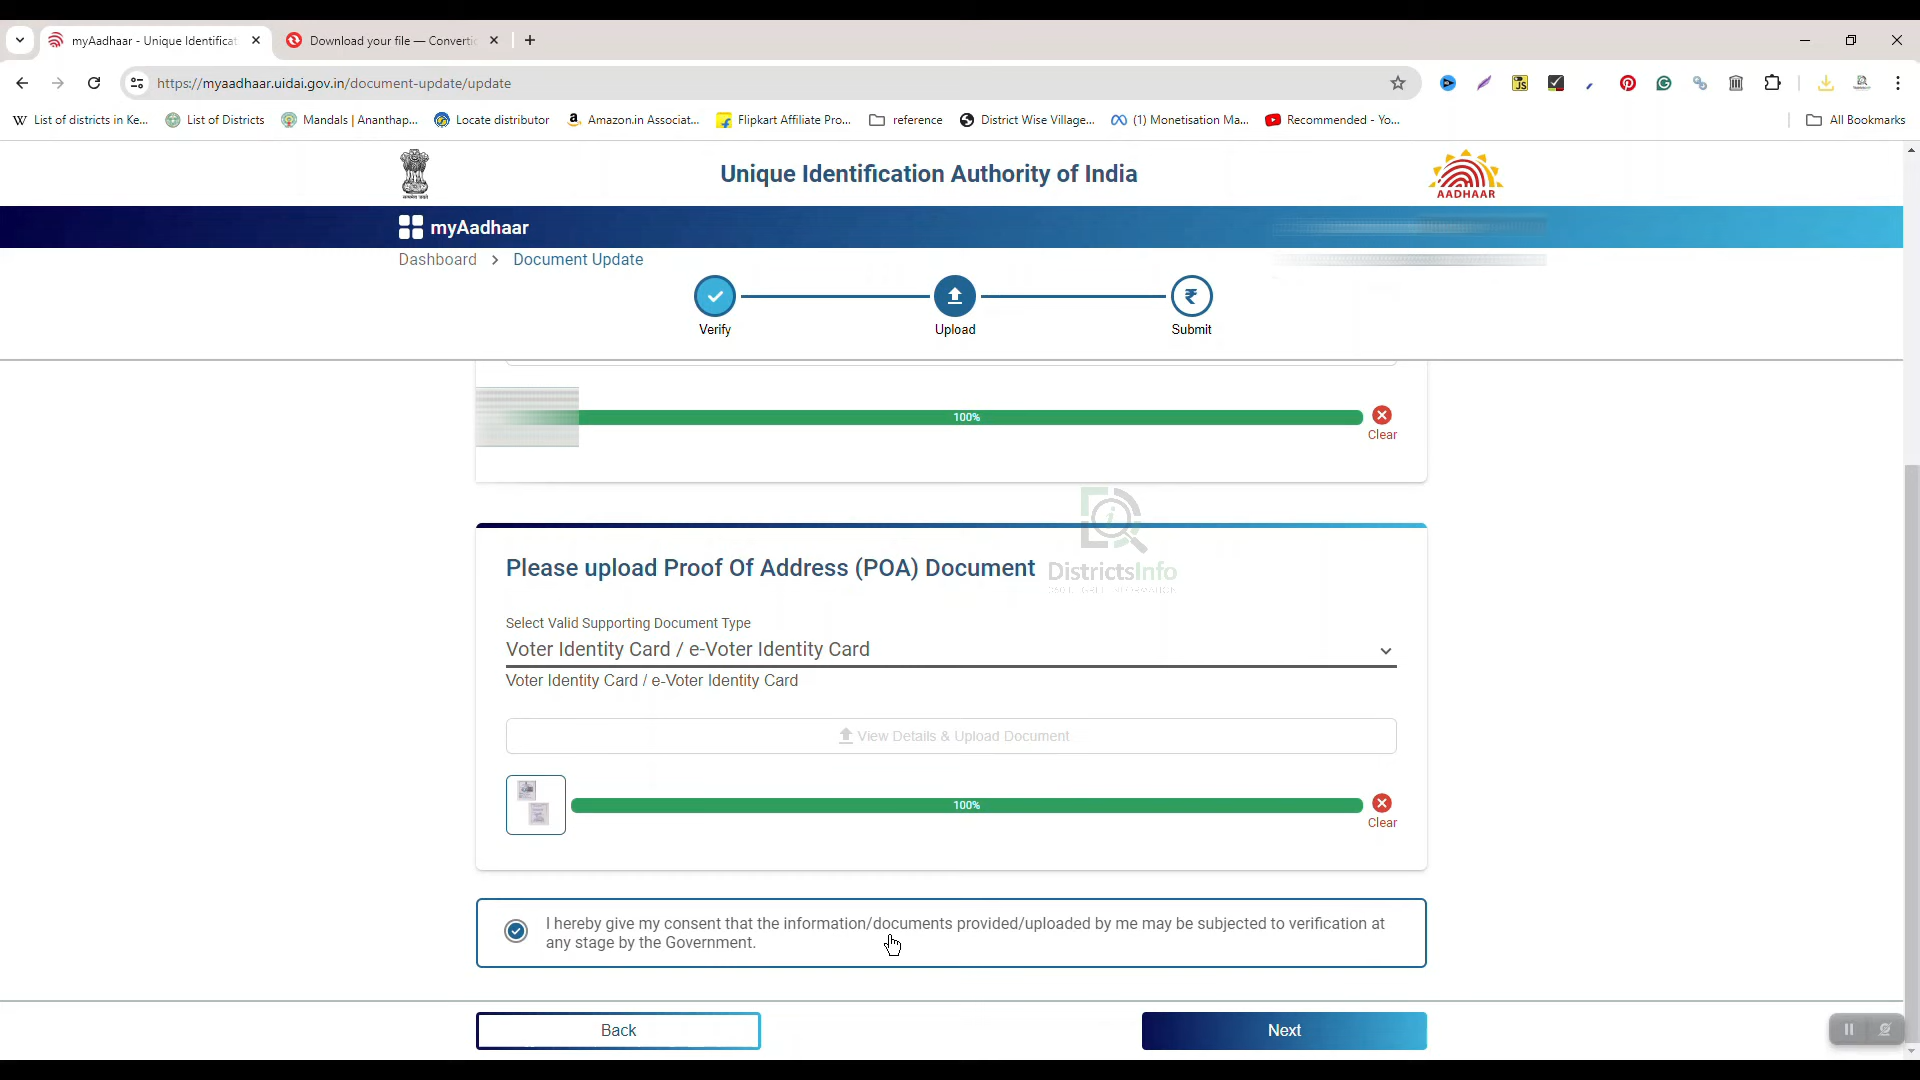 myAadhaar - Unique Identificat
Download your file — Converti
https://myaadhaar.uidai.gov.in/document-update/update
List of districts in Ke...
List of Districts
Mandals | Ananthap...
Locate distributor
Amazon.in Associat...
Flipkart Affiliate Pro...
reference
District Wise Village...
(1) Monetisation Ma...
Recommended - Yo...
All Bookmarks
Unique Identification Authority of India
AADHAAR
myAadhaar
Dashboard > Document Update
Verify
Upload
Submit
100%
Clear
Please upload Proof Of Address (POA) Document
DistrictsInfo
Select Valid Supporting Document Type
Voter Identity Card / e-Voter Identity Card
Voter Identity Card / e-Voter Identity Card
View Details & Upload Document
100%
Clear
I hereby give my consent that the information/documents provided/uploaded by me may be subjected to verification at
any stage by the Government.
Back
Next